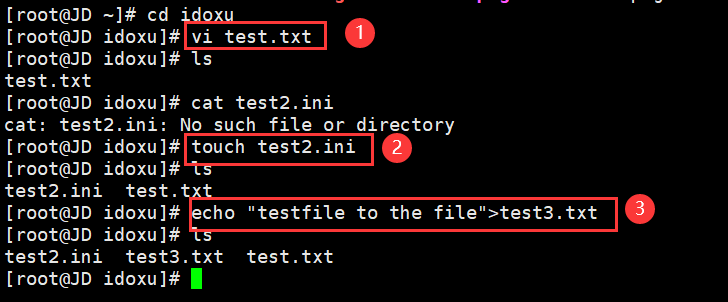 [root@JD ~]# cd idoxu
[root@JD idoxu]# vi test.txt 1
[root@JD idoxu]# ls
test.txt
[root@JD idoxu]# cat test2.ini
cat: test2.ini: No such file or directory
[root@JD idoxu]# touch test2.ini 2
[root@JD idoxu]# ls
test2.ini  test.txt
[root@JD idoxu]# echo "testfile to the file">test3.txt 3
[root@JD idoxu]# ls
test2.ini  test3.txt  test.txt
[root@JD idoxu]#